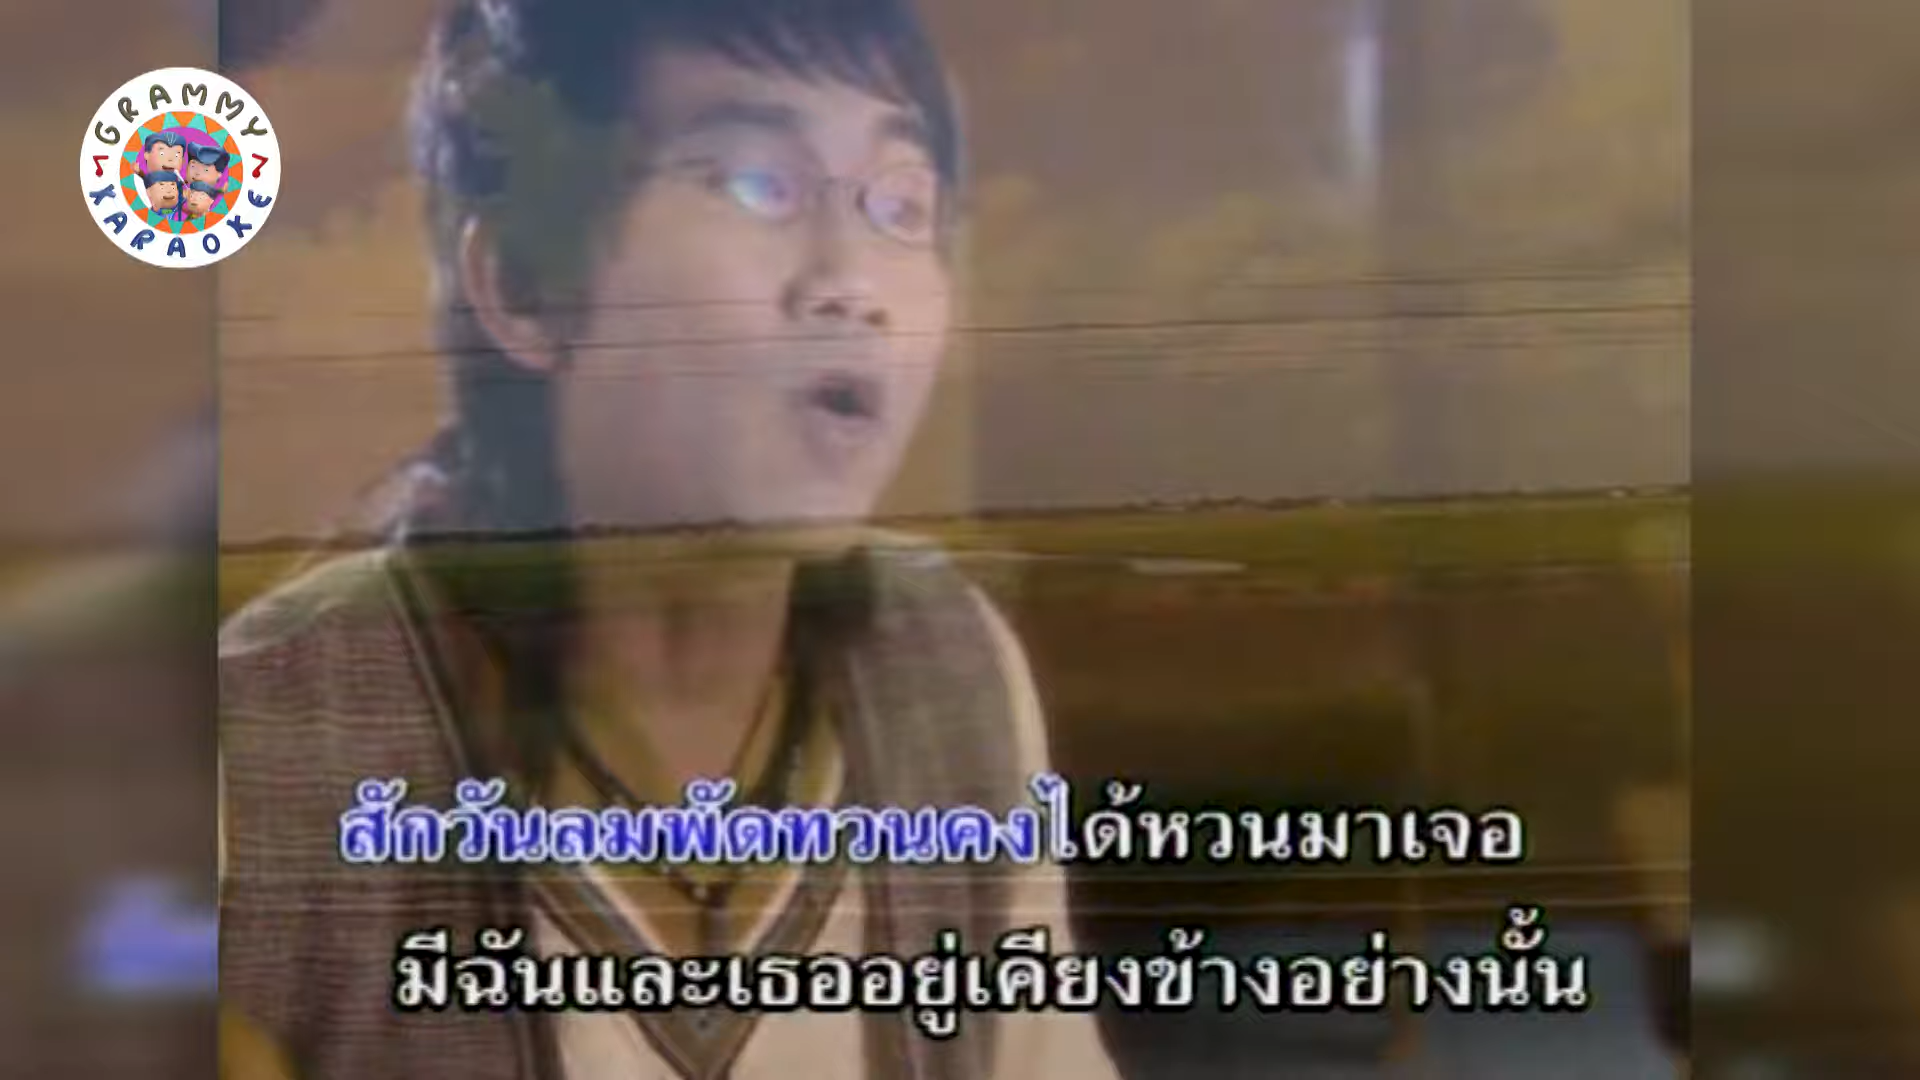 GRAMMY
KARAOKE
สักวันลมพัดทวนคงได้หวนมาเจอ
มีฉันและเธออยู่เคียงข้างอย่างนั้น